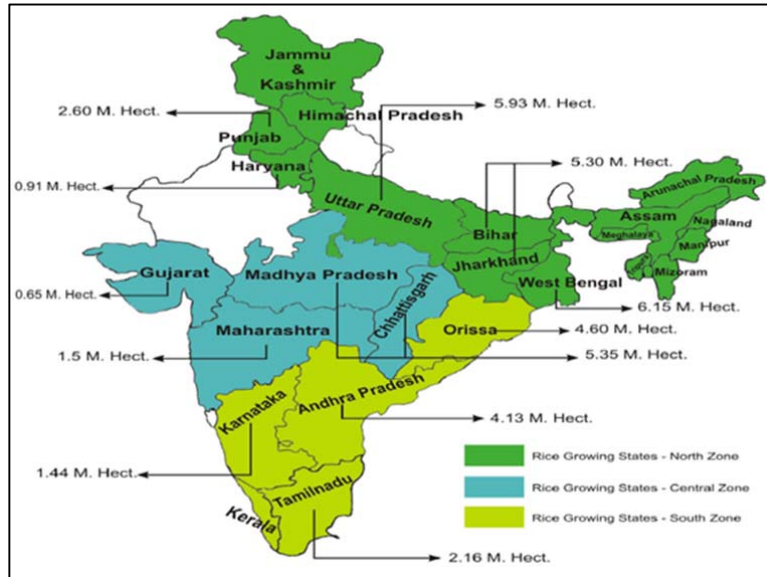 Jammu
&
Kashmir
5.93 M. Hect.
2.60 M. Hect.
Himachal Pradesh
Punjab
Haryana
5.30 M. Hect.
0.91 M. Hect.
Arunachal Pradesh
Uttar Pradesh
Assam
Nagaland
Bihar
Meghalaya
Manipur
Gujarat
Madhya Pradesh
Jharkhand
Mizoram
West Bengal
0.65 M. Hect.
Chhattisgarh
6.15 M. Hect.
Maharashtra
Orissa
4.60 M. Hect.
1.5 M. Hect.
5.35 M. Hect.
Andhra Pradesh
Karnataka
4.13 M. Hect.
Rice Growing States - North Zone
1.44 M. Hect.
Rice Growing States - Central Zone
Tamilnadu
Kerala
Rice Growing States - South Zone
2.16 M. Hect.